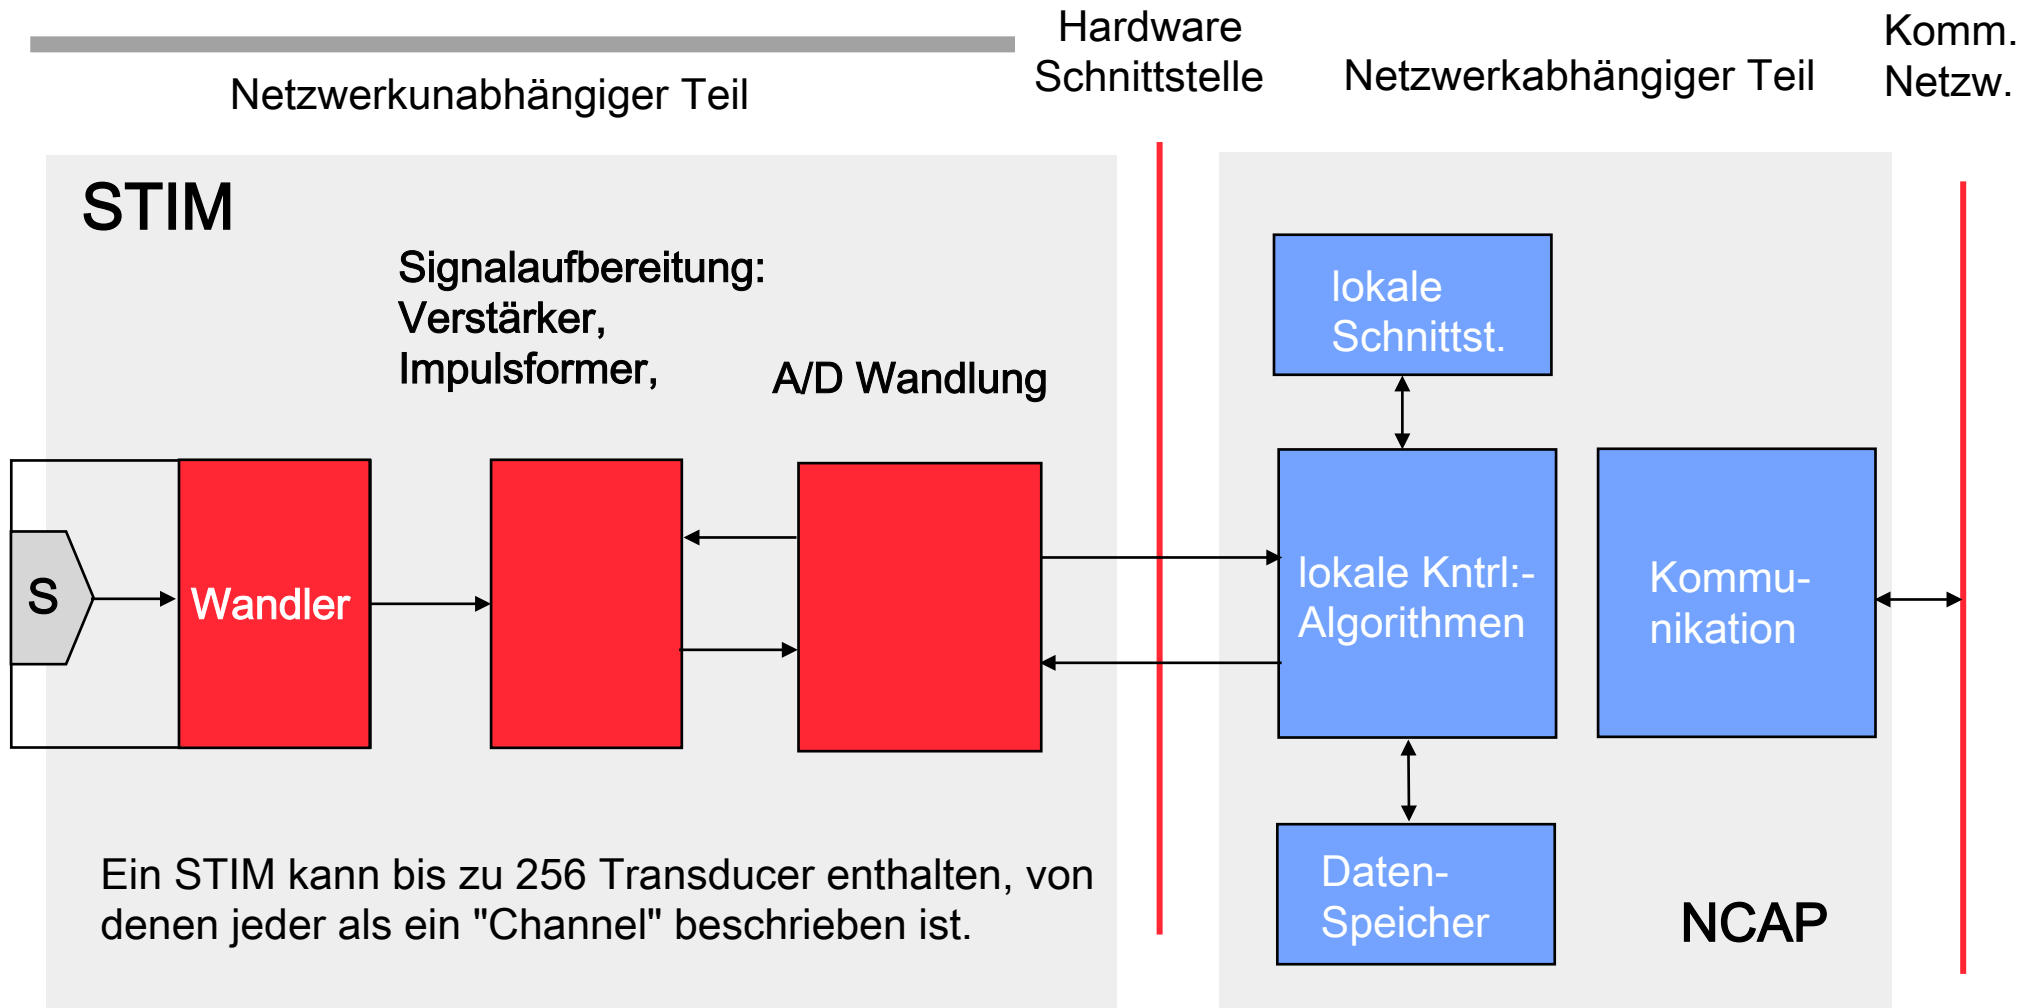 Hardware
Schnittstelle
Komm.
Netzw.
Netzwerkunabhängiger Teil
Netzwerkabhängiger Teil
STIM
Signalaufbereitung:
Verstärker,
Impulsformer,
A/D Wandlung
S
Wandler
lokale
Schnittst.
lokale Kntrl:-
Algorithmen
Kommu-
nikation
Daten-
Speicher
NCAP
Ein STIM kann bis zu 256 Transducer enthalten, von
denen jeder als ein "Channel" beschrieben ist.